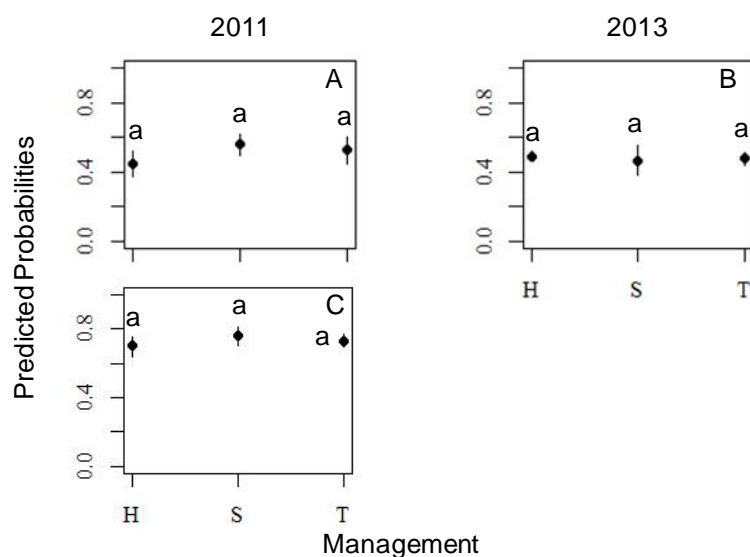 2011 2013
A
a a a
0.8
0.4
0.0
B
a a a
0.8
0.4
0.0
H S T
C
a a a
0.8
0.4
0.0
H S T
Predicted Probabilities
Management